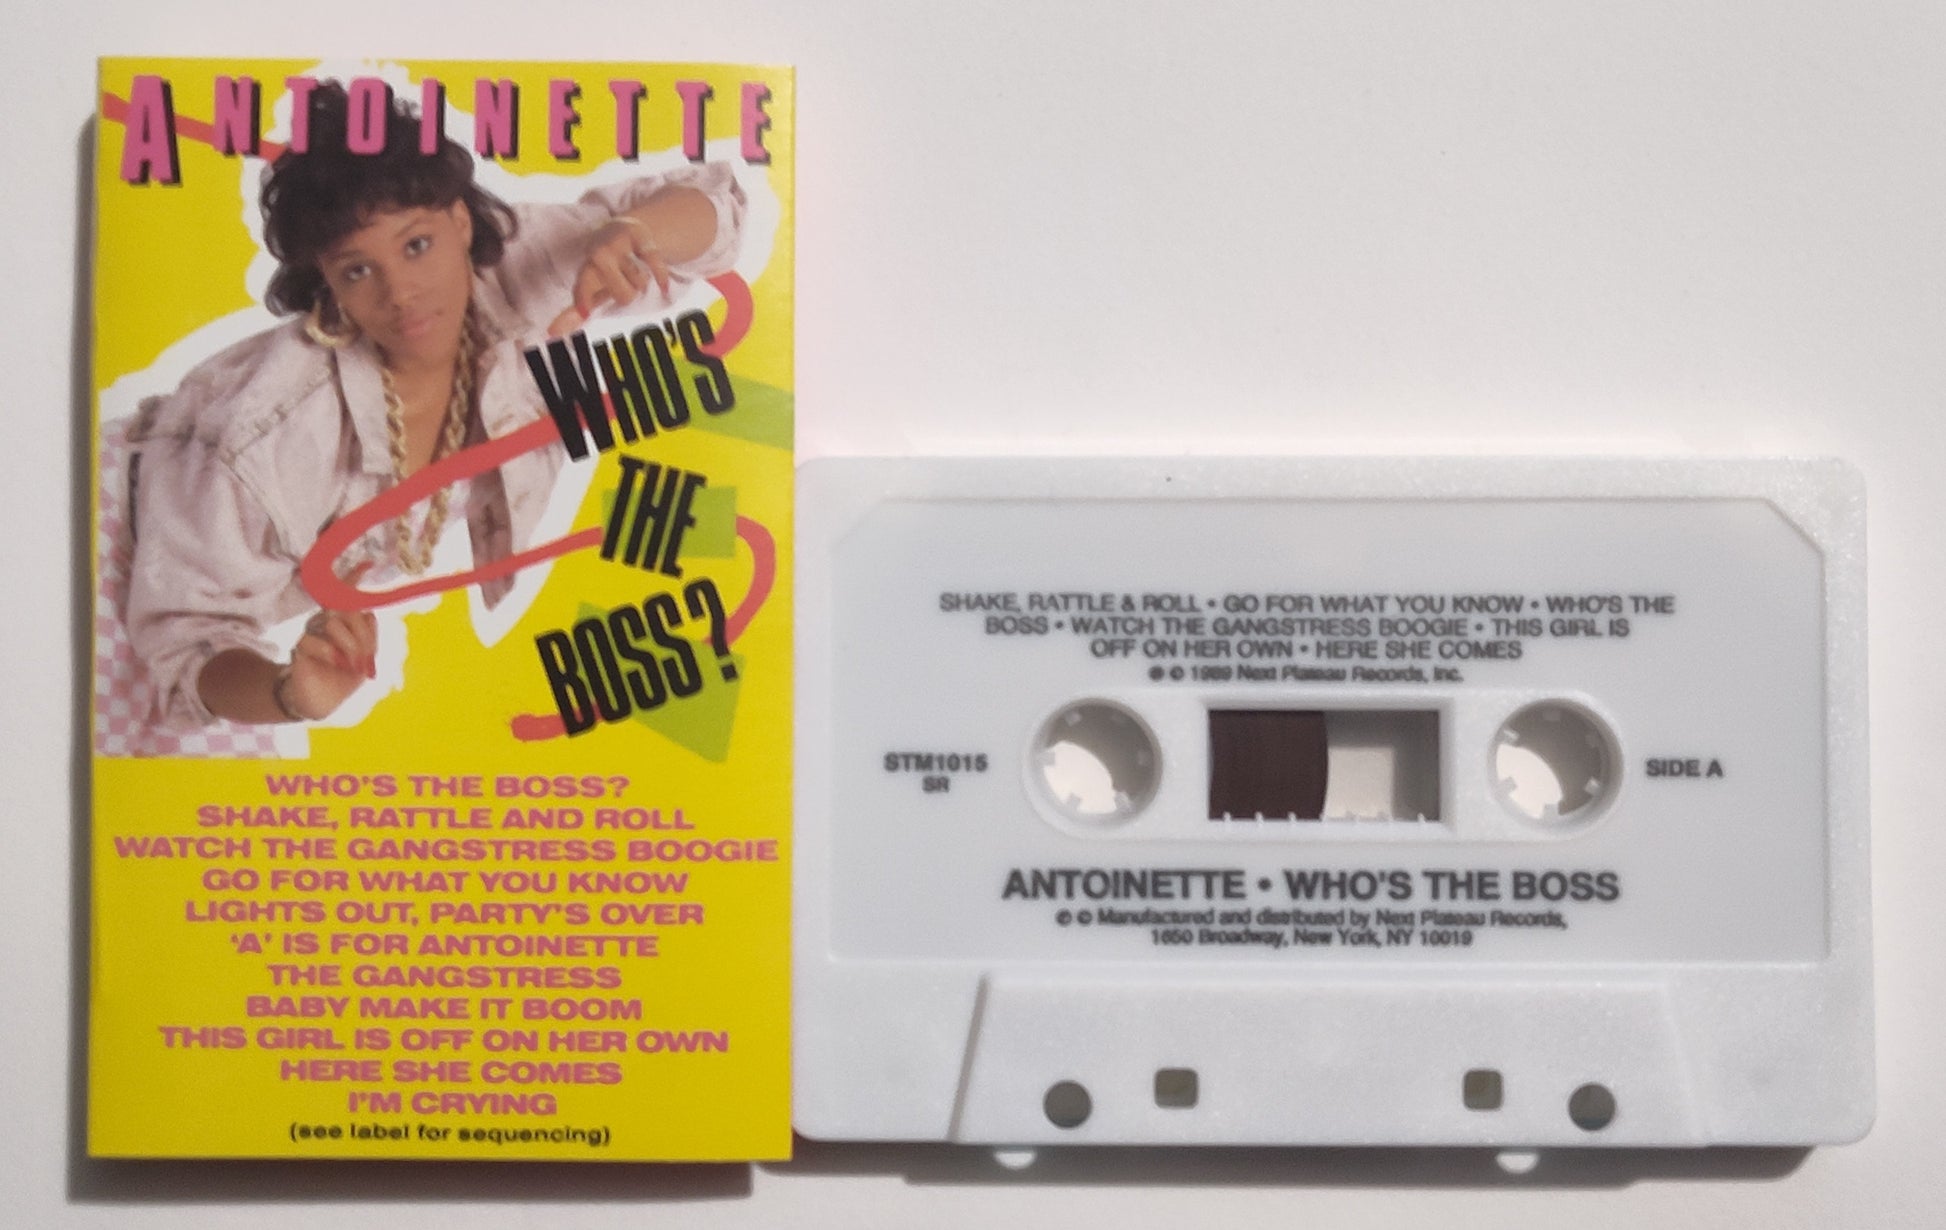 ANTOINETTE
WHO'S
THE
BOSS?
WHO'S THE BOSS?
SHAKE, RATTLE AND ROLL
WATCH THE GANGSTRESS BOOGIE
GO FOR WHAT YOU KNOW
LIGHTS OUT, PARTY'S OVER
'A' IS FOR ANTOINETTE
THE GANGSTRESS
BABY MAKE IT BOOM
THIS GIRL IS OFF ON HER OWN
HERE SHE COMES
I'M CRYING
(see label for sequencing)
SHAKE, RATTLE & ROLL • GO FOR WHAT YOU KNOW • WHO'S THE
BOSS • WATCH THE GANGSTRESS BOOGIE • THIS GIRL IS
OFF ON HER OWN • HERE SHE COMES
℗ © 1989 Next Plateau Records, Inc.
STM1015
SR
SIDE A
ANTOINETTE • WHO'S THE BOSS
℗ © Manufactured and distributed by Next Plateau Records,
1650 Broadway, New York, NY 10019